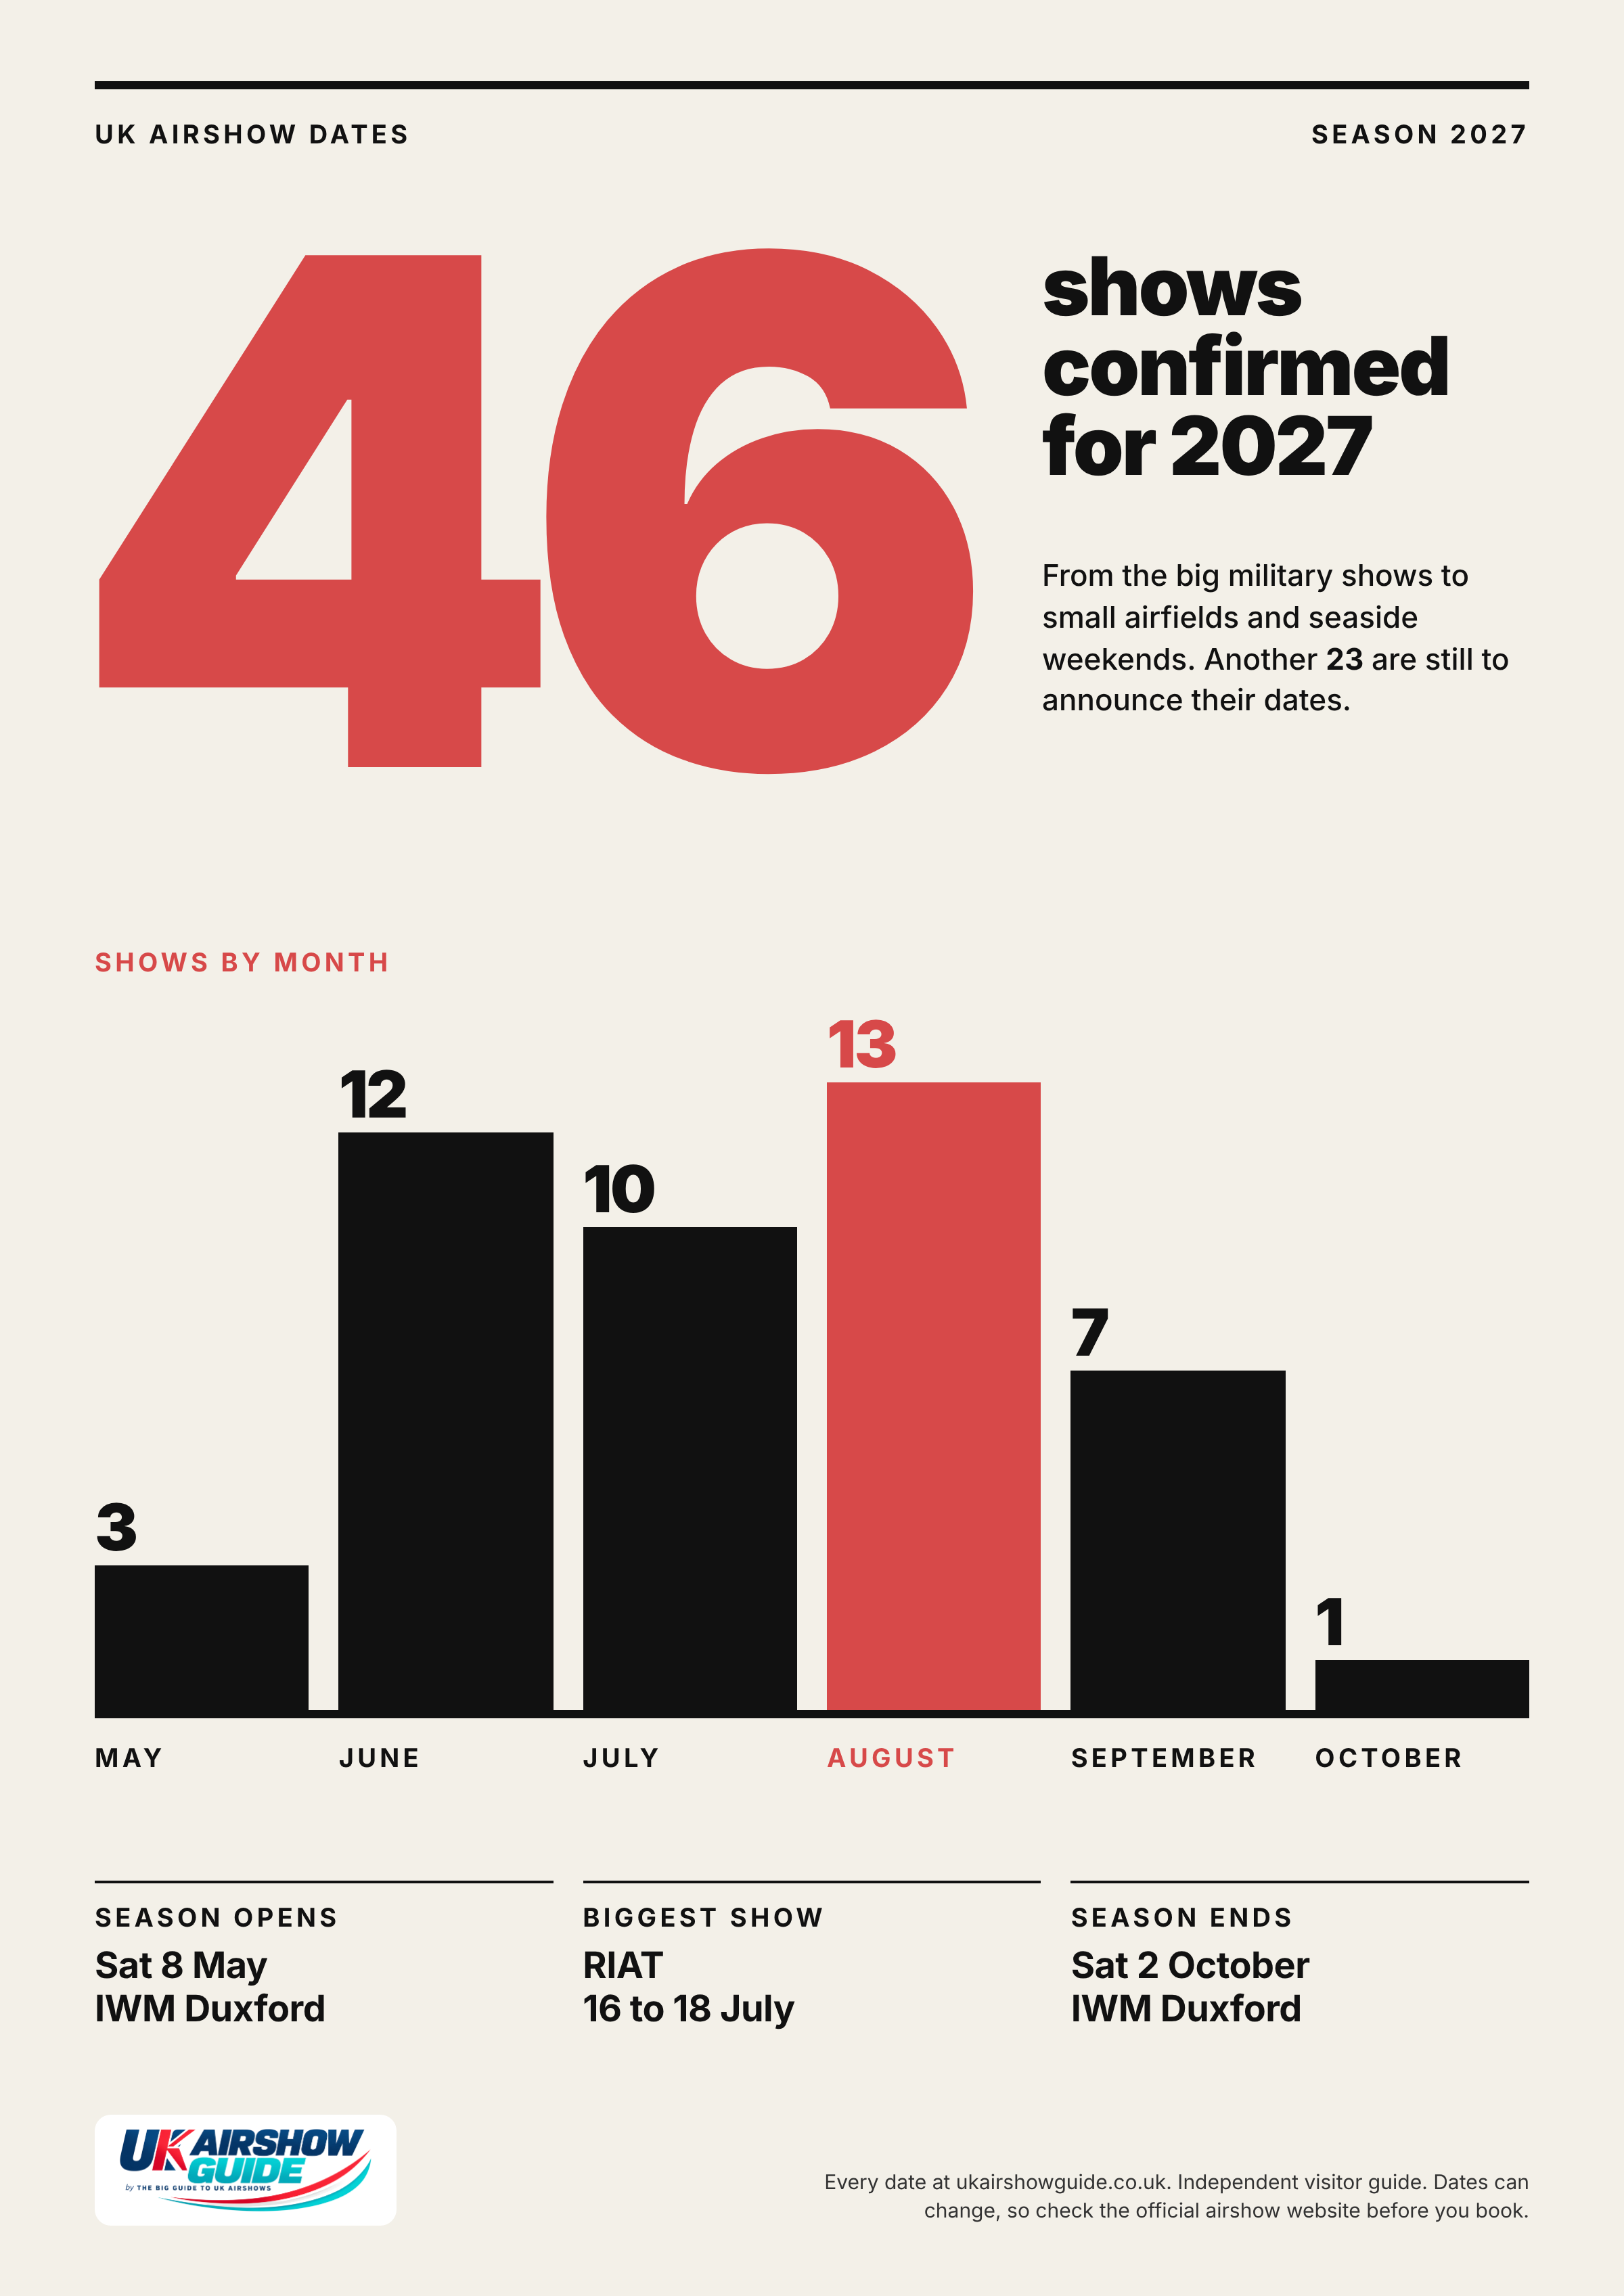 UK AIRSHOW DATES
SEASON 2027
46
shows
confirmed
for 2027
From the big military shows to
small airfields and seaside
weekends. Another 23 are still to
announce their dates.
SHOWS BY MONTH
3
12
10
13
7
1
MAY
JUNE
JULY
AUGUST
SEPTEMBER
OCTOBER
SEASON OPENS
Sat 8 May
IWM Duxford
BIGGEST SHOW
RIAT
16 to 18 July
SEASON ENDS
Sat 2 October
IWM Duxford
UK AIRSHOW
GUIDE
by THE BIG GUIDE TO UK AIRSHOWS
Every date at ukairshowguide.co.uk. Independent visitor guide. Dates can
change, so check the official airshow website before you book.